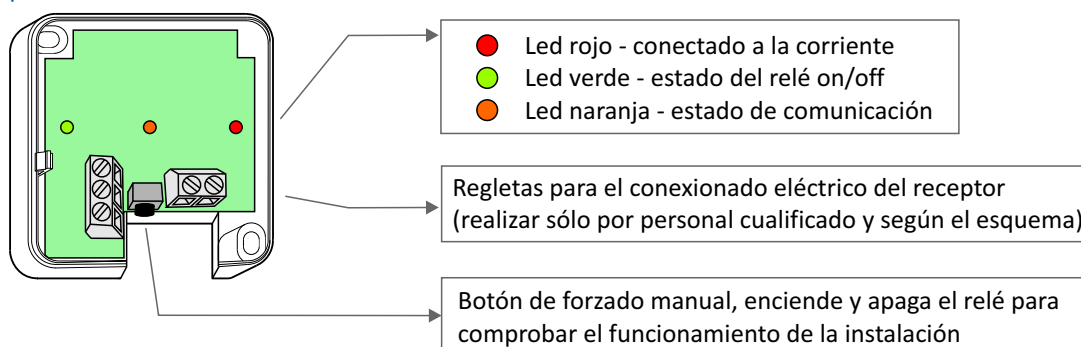 Led rojo - conectado a la corriente
Led verde - estado del relé on/off
Led naranja - estado de comunicación
Regletas para el conexionado eléctrico del receptor
(realizar sólo por personal cualificado y según el esquema)
Botón de forzado manual, enciende y apaga el relé para
comprobar el funcionamiento de la instalación